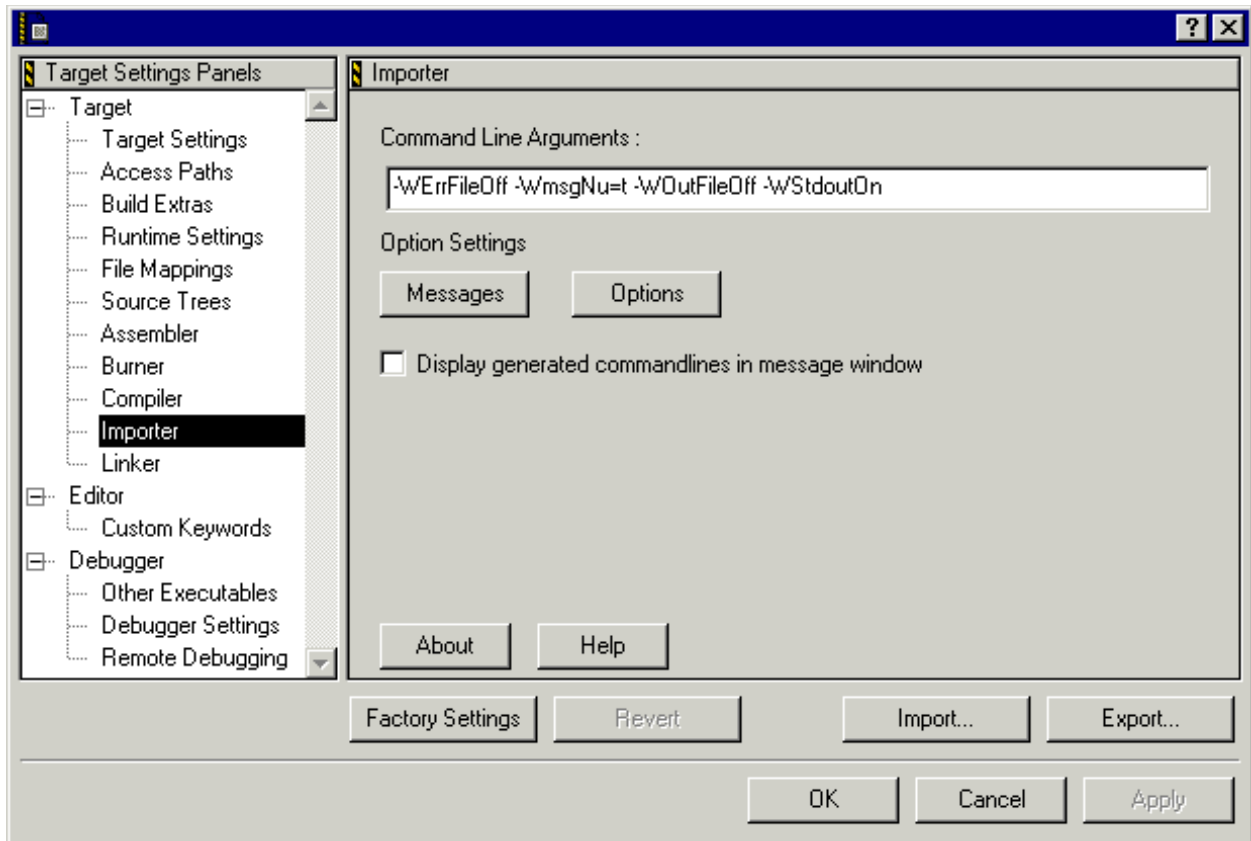 Target Settings Panels
Target
Target Settings
Access Paths
Build Extras
Runtime Settings
File Mappings
Source Trees
Assembler
Burner
Compiler
Importer
Linker
Editor
Custom Keywords
Debugger
Other Executables
Debugger Settings
Remote Debugging
Importer
Command Line Arguments :
-WErrFileOff -WmsgNu=t -WOutFileOff -WStdoutOn
Option Settings
Messages Options
Display generated commandlines in message window
About Help
Factory Settings Revert Import... Export...
OK Cancel Apply